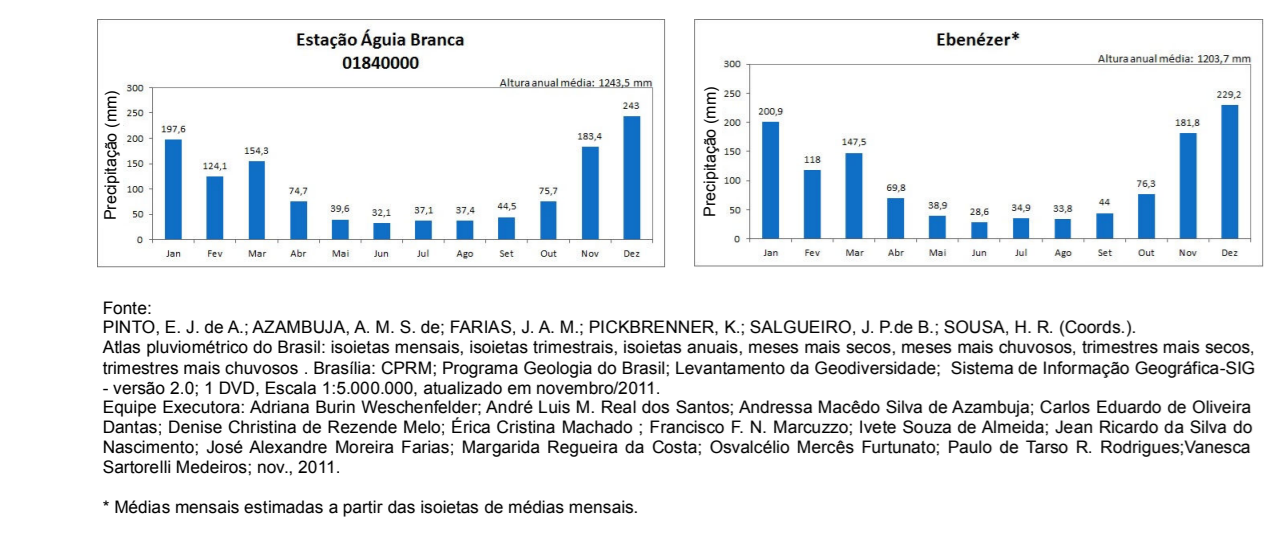 Estação Águia Branca
01840000
Altura anual média: 1243,5 mm
Precipitação (mm)
300
250
200
150
100
50
0
197,6
124,1
154,3
74,7
39,6
32,1
37,1
37,4
44,5
75,7
183,4
243
Jan Fev Mar Abr Mai Jun Jul Ago Set Out Nov Dez
Ebenézer*
Altura anual média: 1203,7 mm
Precipitação (mm)
300
250
200
150
100
50
0
200,9
118
147,5
69,8
38,9
28,6
34,9
33,8
44
76,3
181,8
229,2
Jan Fev Mar Abr Mai Jun Jul Ago Set Out Nov Dez
Fonte:
PINTO, E. J. de A.; AZAMBUJA, A. M. S. de; FARIAS, J. A. M.; PICKBRENNER, K.; SALGUEIRO, J. P.de B.; SOUSA, H. R. (Coords.).
Atlas pluviométrico do Brasil: isoietas mensais, isoietas trimestrais, isoietas anuais, meses mais secos, meses mais chuvosos, trimestres mais secos,
trimestres mais chuvosos . Brasília: CPRM; Programa Geologia do Brasil; Levantamento da Geodiversidade; Sistema de Informação Geográfica-SIG
- versão 2.0; 1 DVD, Escala 1:5.000.000, atualizado em novembro/2011.
Equipe Executora: Adriana Burin Weschenfelder; André Luis M. Real dos Santos; Andressa Macêdo Silva de Azambuja; Carlos Eduardo de Oliveira
Dantas; Denise Christina de Rezende Melo; Érica Cristina Machado ; Francisco F. N. Marcuzzo; Ivete Souza de Almeida; Jean Ricardo da Silva do
Nascimento; José Alexandre Moreira Farias; Margarida Regueira da Costa; Osvalcélio Mercês Furtunato; Paulo de Tarso R. Rodrigues;Vanesca
Sartorelli Medeiros; nov., 2011.
* Médias mensais estimadas a partir das isoietas de médias mensais.